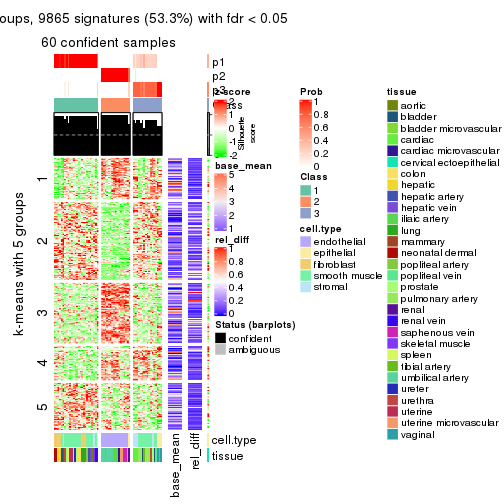 oups, 9865 signatures (53.3%) with fdr < 0.05
60 confident samples
p1
p2
p3
Class
Silhouette
score
1
2
3
4
5
k-means with 5 groups
cell.type
tissue
base_mean
rel_diff
z-score
2
1
0
-1
-2
base_mean
5
4
3
2
1
rel_diff
1
0.8
0.6
0.4
0.2
0
Status (barplots)
confident
ambiguous
Prob
1
0.8
0.6
0.4
0.2
0
Class
1
2
3
cell.type
endothelial
epithelial
fibroblast
smooth muscle
stromal
tissue
aortic
bladder
bladder microvascular
cardiac
cardiac microvascular
cervical ectoepithelial
colon
hepatic
hepatic artery
hepatic vein
iliac artery
lung
mammary
neonatal dermal
popliteal artery
popliteal vein
prostate
pulmonary artery
renal
renal vein
saphenous vein
skeletal muscle
spleen
tibial artery
umbilical artery
ureter
urethra
uterine
uterine microvascular
vaginal